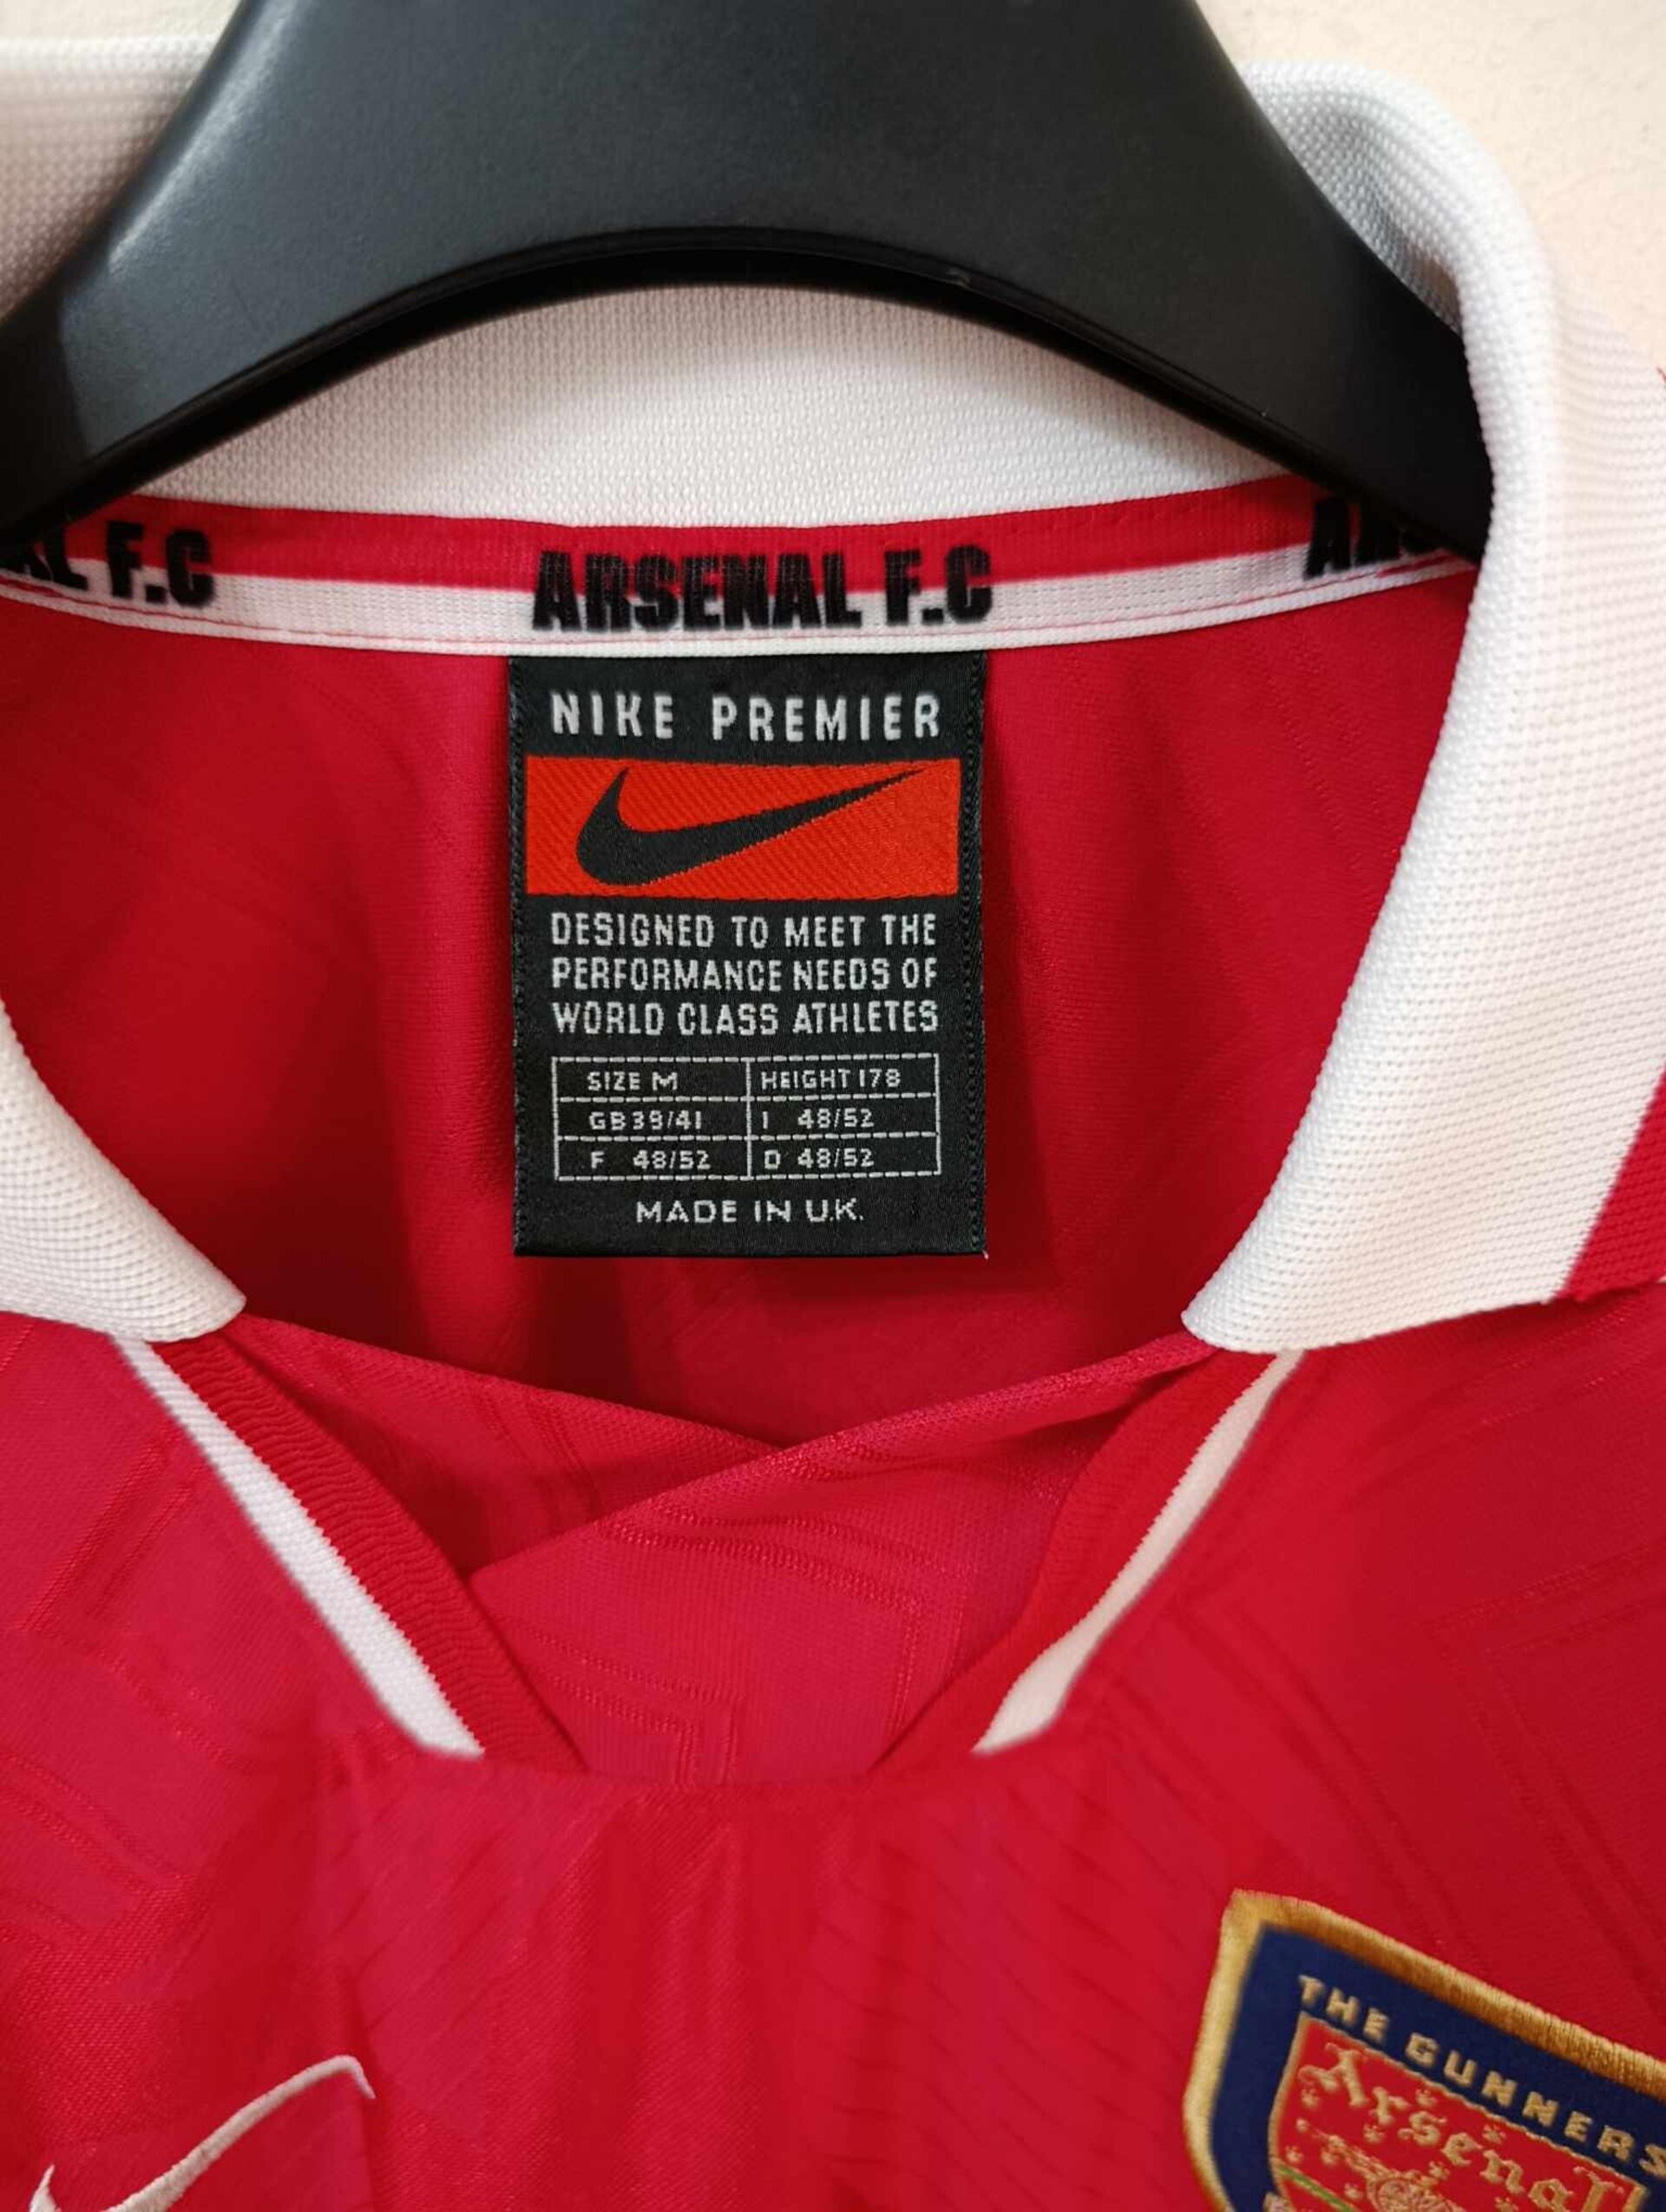 AL F.C ARSENAL F.C
NIKE PREMIER
DESIGNED TO MEET THE
PERFORMANCE NEEDS OF
WORLD CLASS ATHLETES
SIZE M HEIGHT 178
GB 39/41 I 48/52
F 48/52 D 48/52
MADE IN U.K.
THE GUNNERS
Arsenal